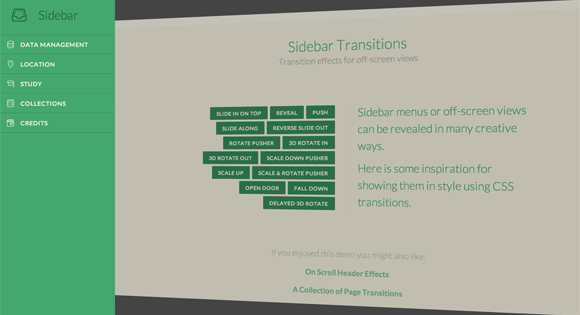 Sidebar
DATA MANAGEMENT
LOCATION
STUDY
COLLECTIONS
CREDITS
Sidebar Transitions
Transition effects for off-screen views
SLIDE IN ON TOP REVEAL PUSH
SLIDE ALONG REVERSE SLIDE OUT
ROTATE PUSHER 3D ROTATE IN
3D ROTATE OUT SCALE DOWN PUSHER
SCALE UP SCALE & ROTATE PUSHER
OPEN DOOR FALL DOWN
DELAYED 3D ROTATE
Sidebar menus or off-screen views
can be revealed in many creative
ways.
Here is some inspiration for
showing them in style using CSS
transitions.
If you enjoyed this demo you might also like:
On Scroll Header Effects
A Collection of Page Transitions